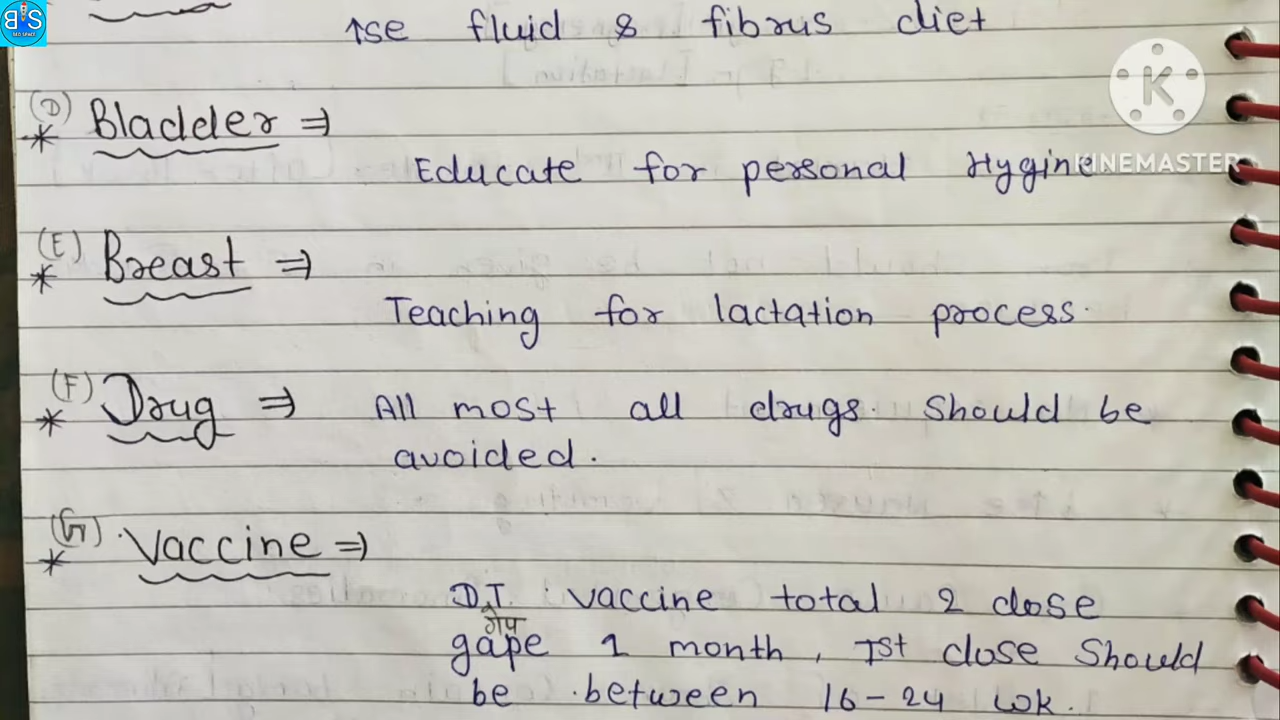 BS
↑se fluid & fibrus diet
(D)
* Bladder ⇒
Educate for personal Hygine
KINEMASTER
(E)
* Breast ⇒
Teaching for lactation process.
(F)
* Drug ⇒ All most all drugs. Should be
avoided.
(G)
* Vaccine ⇒
D.T. vaccine total 2 dose
गेप
gape 1 month, Ist dose Should
be between 16-24 wk.